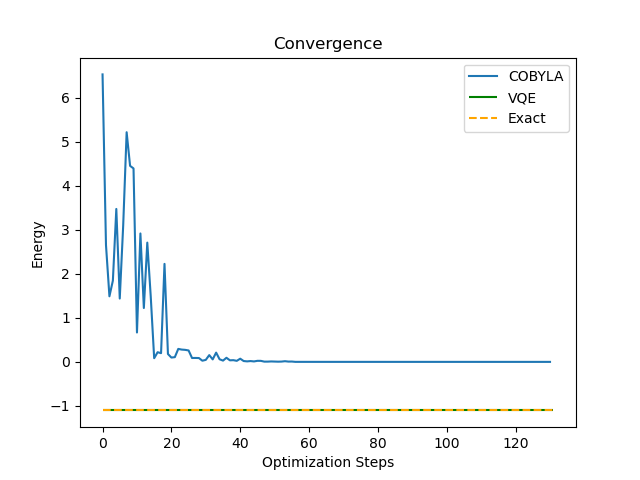 Convergence
COBYLA
VQE
Exact
Energy
6
5
4
3
2
1
0
−1
0 20 40 60 80 100 120
Optimization Steps